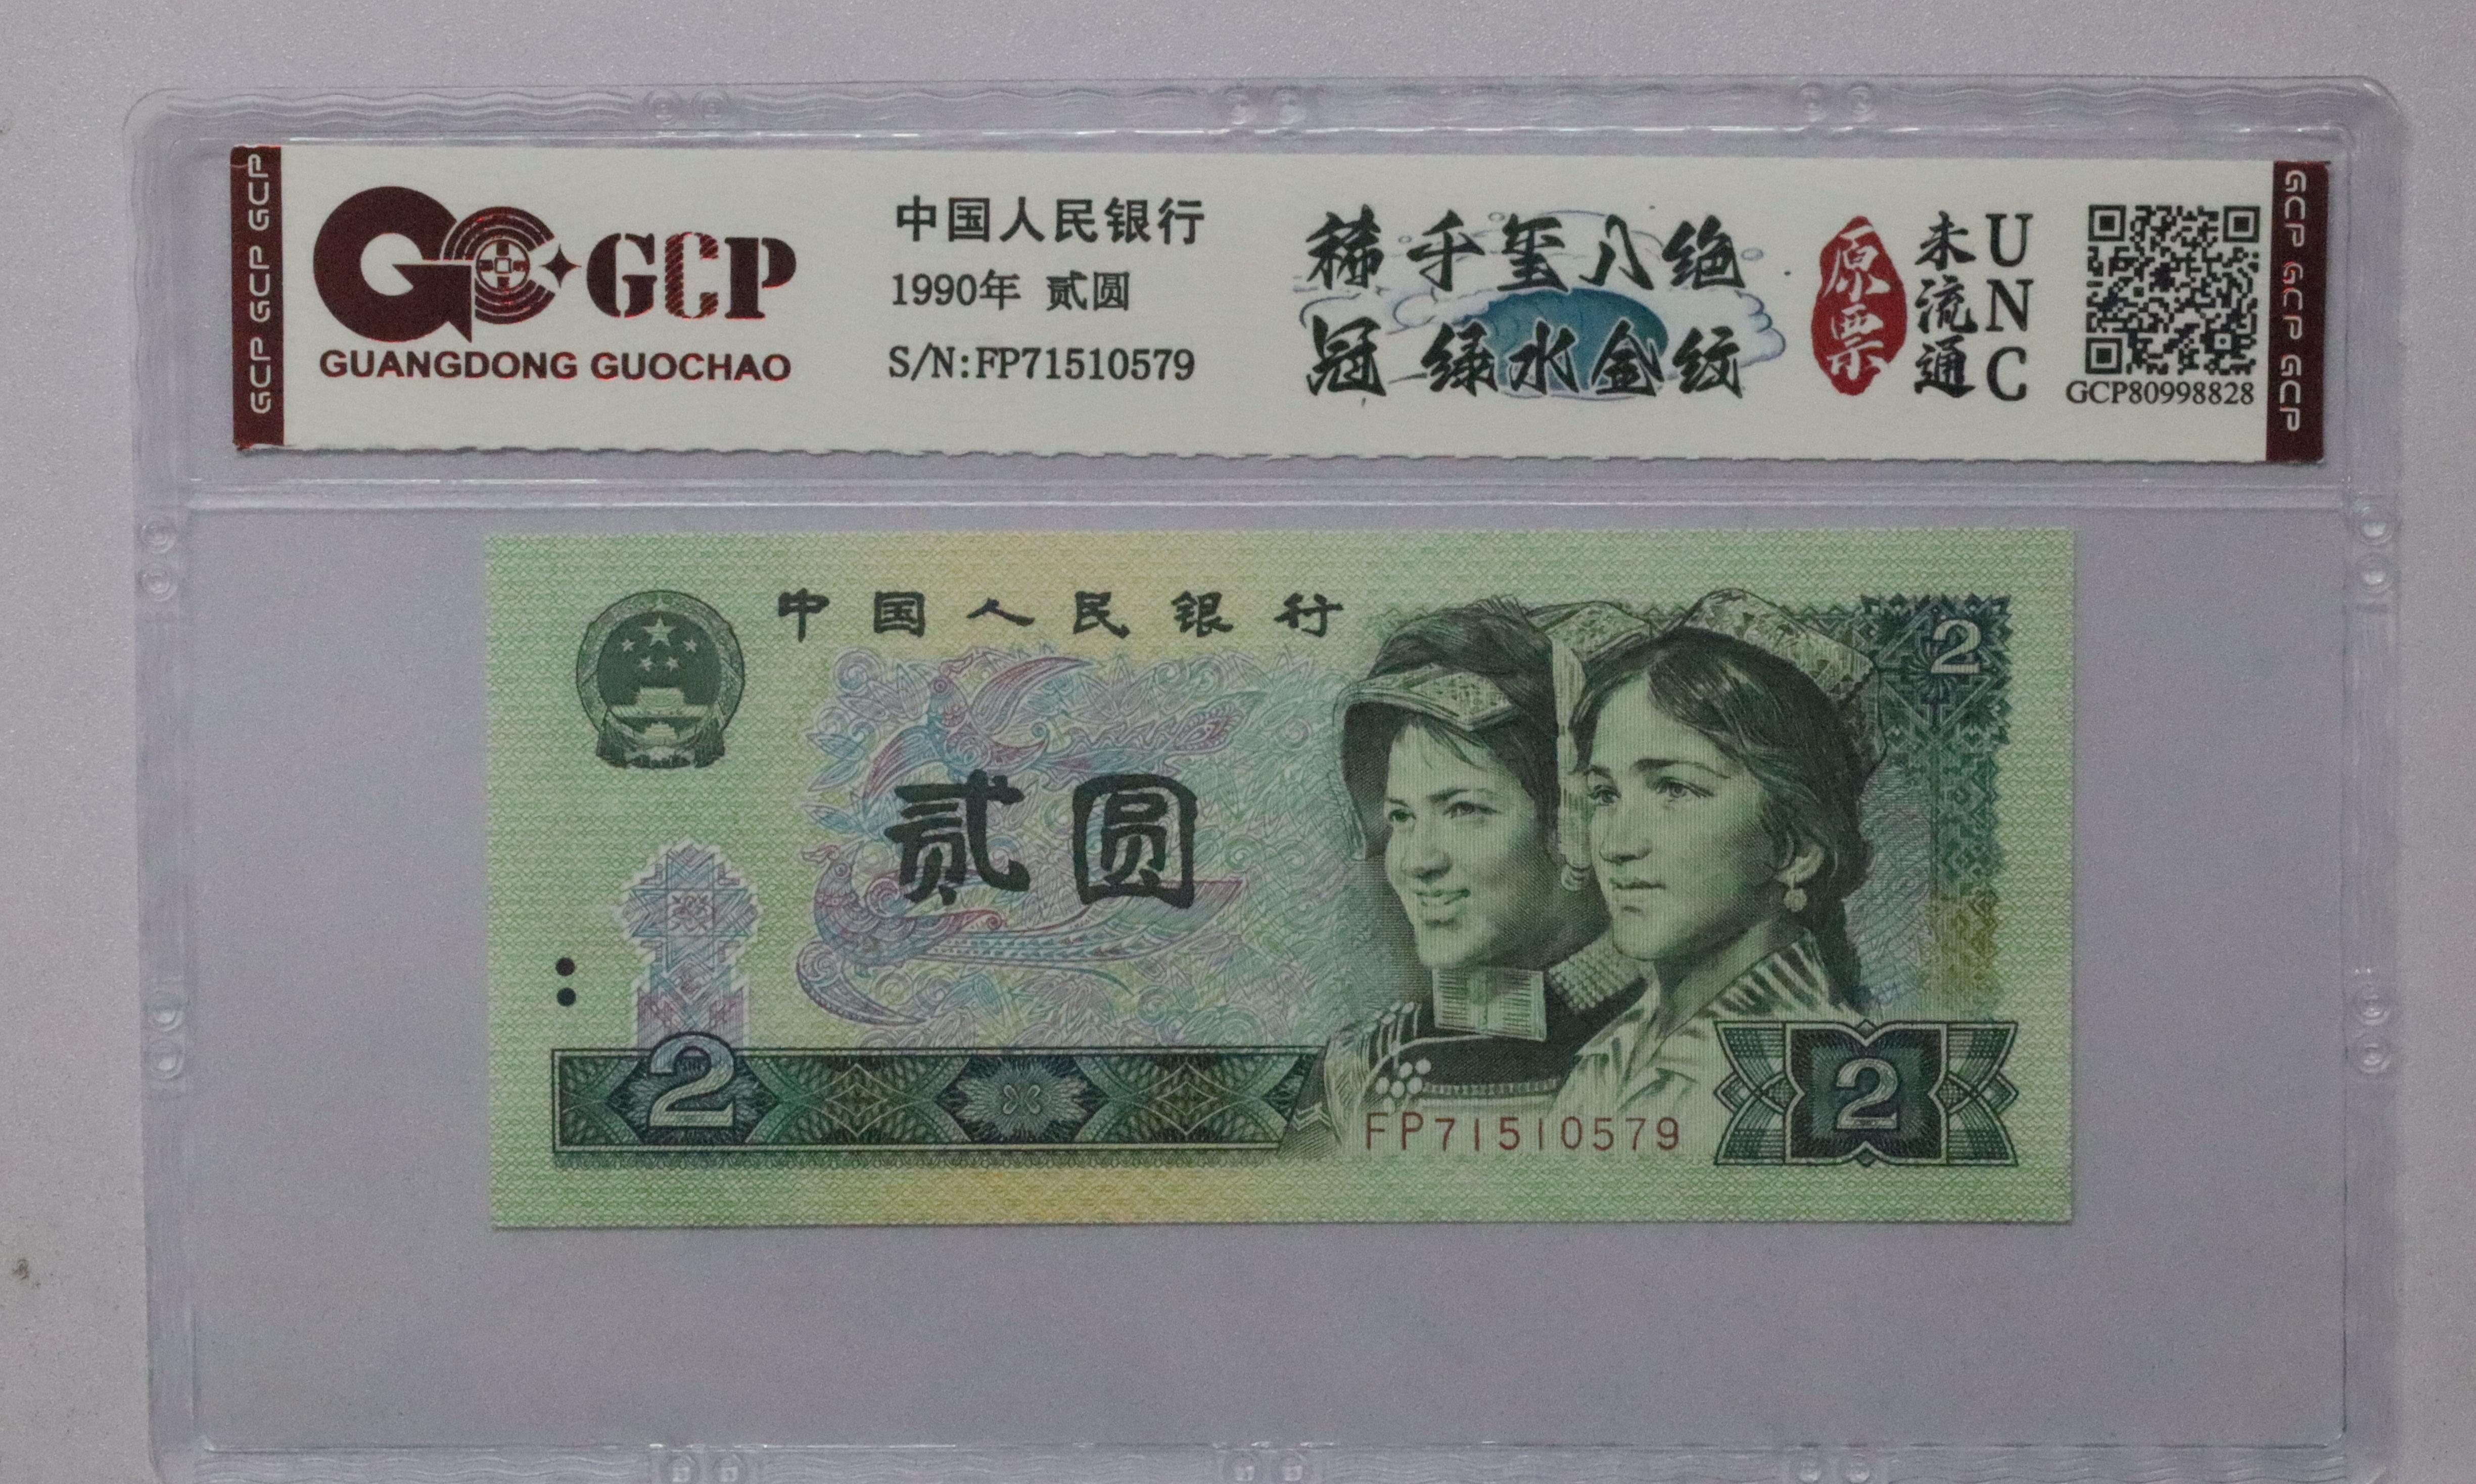 GCP GCP GCP
GCP
GUANGDONG GUOCHAO
中国人民银行
1990年 贰圆
S/N:FP71510579
稀千玺八绝
冠 绿水金纹
原票
未流通
UNC
GCP80998828
GCP GCP GCP
中国人民银行
2
贰圆
2
FP71510579
2